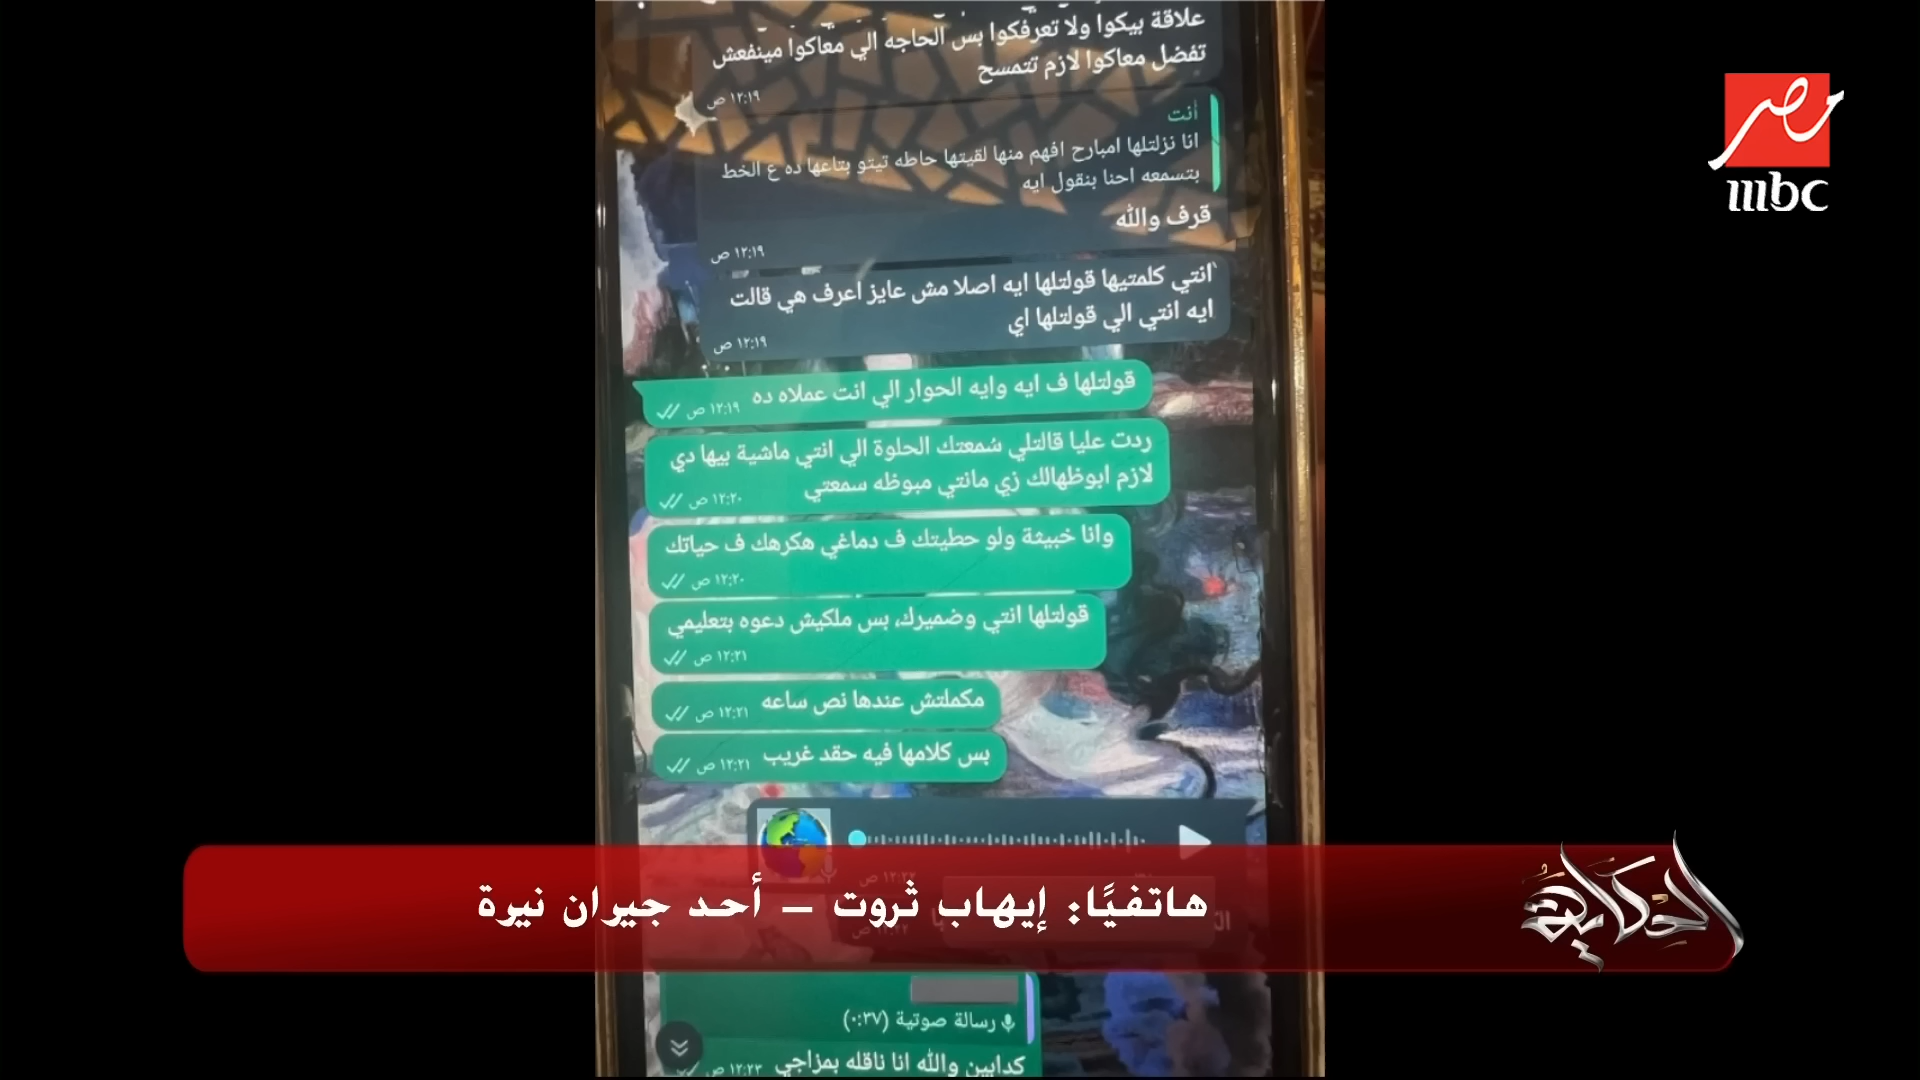 علاقة بيكوا ولا تعرفكوا بس الحاجه الي معاكوا مينفعش
تفضل معاكوا لازم تتمسح
١٢:١٩ ص
أنت
انا نزلتلها امبارح افهم منها لقيتها حاطه تيتو بتاعها ده ع الخط
بتسمعه احنا بنقول ايه
قرف والله
١٢:١٩ ص
انتي كلمتيها قولتلها ايه اصلا مش عايز اعرف هي قالت
ايه انتي الي قولتلها اي
١٢:١٩ ص
قولتلها ف ايه وايه الحوار الي انت عملاه ده
١٢:١٩ ص
ردت عليا قالتلي سُمعتك الحلوة الي انتي ماشية بيها دي
لازم ابوظهالك زي مانتي مبوظه سمعتي
١٢:٢٠ ص
وانا خبيثة ولو حطيتك ف دماغي هكرهك ف حياتك
١٢:٢٠ ص
قولتلها انتي وضميرك، بس ملكيش دعوه بتعليمي
١٢:٢١ ص
مكملتش عندها نص ساعه ١٢:٢١ ص
بس كلامها فيه حقد غريب ١٢:٢١ ص
١٢:٢٢ ص
هاتفيًا: إيهاب ثروت – أحد جيران نيرة
الحكاية
رسالة صوتية (٠:٣٧)
كدابين والله انا ناقله بمزاجي ١٢:٢٣ ص
مصر
mbc